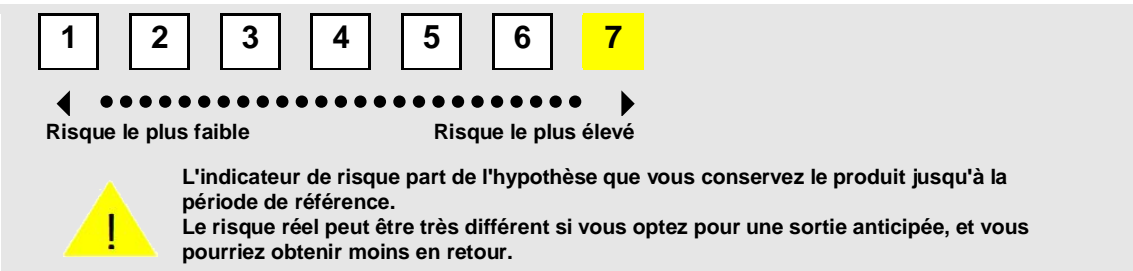 1 2 3 4 5 6 7
Risque le plus faible Risque le plus élevé
L'indicateur de risque part de l'hypothèse que vous conservez le produit jusqu'à la
période de référence.
Le risque réel peut être très différent si vous optez pour une sortie anticipée, et vous
pourriez obtenir moins en retour.
!